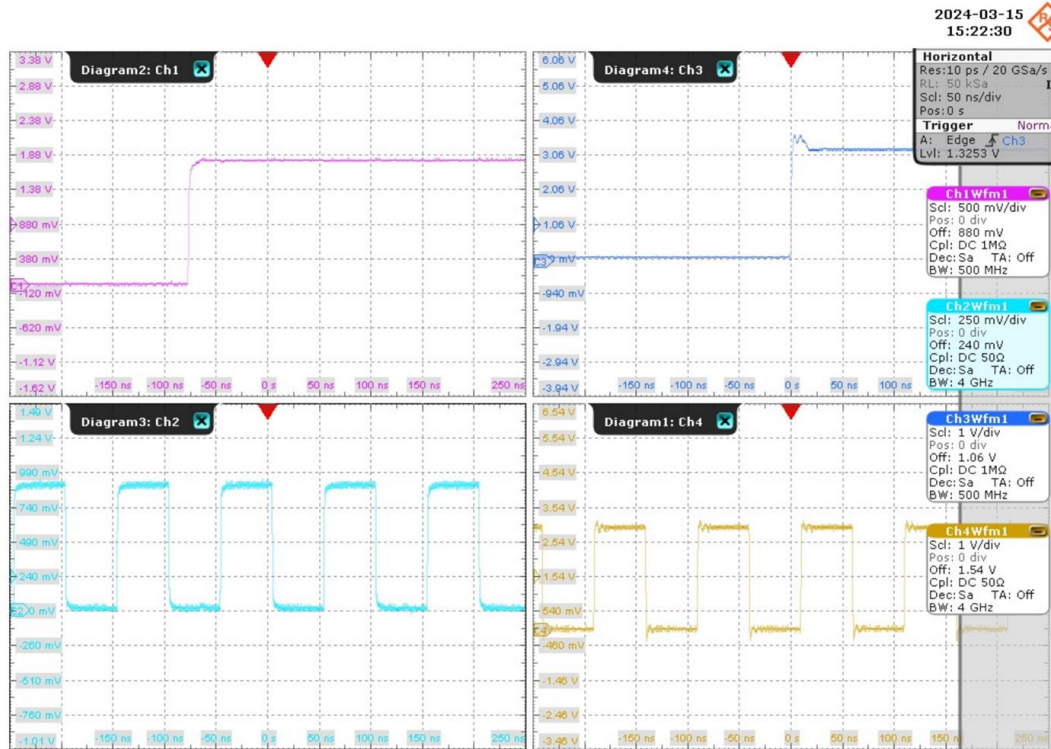 2024-03-15
15:22:30
Diagram2: Ch1
3.38 V
2.88 V
2.38 V
1.88 V
1.38 V
880 mV
380 mV
C1
-120 mV
-620 mV
-1.12 V
-1.62 V
-150 ns -100 ns -50 ns 0 s 50 ns 100 ns 150 ns 250 ns
Diagram4: Ch3
6.06 V
5.06 V
4.06 V
3.06 V
2.06 V
1.06 V
C3
-940 mV
-1.94 V
-2.94 V
-3.94 V
-150 ns -100 ns -50 ns 0 s 50 ns 100 ns
Horizontal
Res:10 ps / 20 GSa/s
RL: 50 kSa
Scl: 50 ns/div
Pos:0 s
Trigger Norm
A: Edge Ch3
Lvl: 1.3253 V
Ch1Wfm1
Scl: 500 mV/div
Pos: 0 div
Off: 880 mV
Cpl: DC 1MΩ
Dec:Sa TA: Off
BW: 500 MHz
Ch2Wfm1
Scl: 250 mV/div
Pos: 0 div
Off: 240 mV
Cpl: DC 50Ω
Dec:Sa TA: Off
BW: 4 GHz
Diagram3: Ch2
1.49 V
1.24 V
990 mV
740 mV
490 mV
240 mV
-260 mV
-510 mV
-760 mV
-1.01 V
-150 ns -100 ns -50 ns 0 s 50 ns 100 ns 150 ns 250 ns
Diagram1: Ch4
6.54 V
5.54 V
4.54 V
3.54 V
2.54 V
1.54 V
540 mV
C4
-460 mV
-1.46 V
-2.46 V
-3.46 V
-150 ns -100 ns -50 ns 0 s 50 ns 100 ns 250 ns
Ch3Wfm1
Scl: 1 V/div
Pos: 0 div
Off: 1.06 V
Cpl: DC 1MΩ
Dec:Sa TA: Off
BW: 500 MHz
Ch4Wfm1
Scl: 1 V/div
Pos: 0 div
Off: 1.54 V
Cpl: DC 50Ω
Dec:Sa TA: Off
BW: 4 GHz